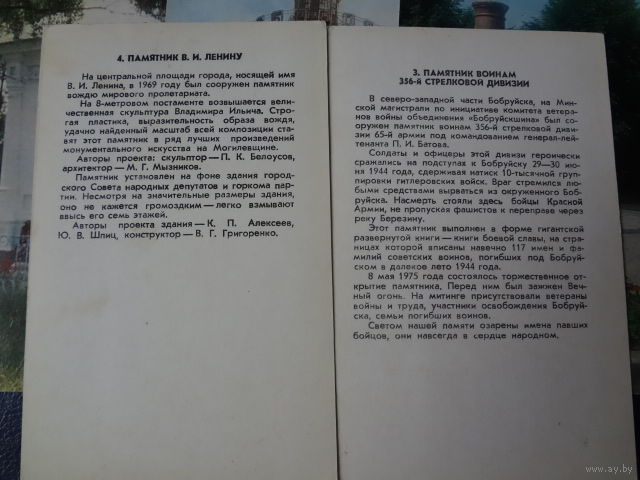 4. ПАМЯТНИК В. И. ЛЕНИНУ
На центральной площади города, носящей имя
В. И. Ленина, в 1969 году был сооружен памятник
вождю мирового пролетариата.
На 8-метровом постаменте возвышается вели-
чественная скульптура Владимира Ильича. Стро-
гая пластика, выразительность образа вождя,
удачно найденный масштаб всей композиции ста-
вят этот памятник в ряд лучших произведений
монументального искусства на Могилевщине.
Авторы проекта: скульптор — П. К. Белоусов,
архитектор — М. Г. Мызников.
Памятник установлен на фоне здания городс-
кого Совета народных депутатов и горкома пар-
тии. Несмотря на значительные размеры здания,
оно не кажется громоздким — легко взмывают
ввысь его семь этажей.
Авторы проекта здания — К. П. Алексеев,
Ю. В. Шпиц, конструктор — В. Г. Григоренко.
3. ПАМЯТНИК ВОИНАМ
356-й СТРЕЛКОВОЙ ДИВИЗИИ
В северо-западной части Бобруйска, на Мин-
ской магистрали по инициативе комитета ветера-
нов войны объединения «Бобруйскшина» был со-
оружен памятник воинам 356-й стрелковой диви-
зии 65-й армии под командованием генерал-лей-
тенанта П. И. Батова.
Солдаты и офицеры этой дивизии героически
сражались на подступах к Бобруйску 29—30
июня 1944 года, сдерживая натиск 10-тысячной груп-
пировки гитлеровских войск. Враг стремился лю-
быми средствами вырваться из окруженного Боб-
руйска. Насмерть стояли здесь бойцы Красной
Армии, не пропуская фашистов к переправе через
реку Березину.
Этот памятник выполнен в форме гигантской
развернутой книги — книги боевой славы, на стра-
ницах которой вписаны навечно 117 имен и фа-
милий советских воинов, погибших под Бобруйс-
ком в далекое лето 1944 года.
8 мая 1975 года состоялось торжественное от-
крытие памятника. Перед ним был зажжен Веч-
ный огонь. На митинге присутствовали ветераны
войны и труда, участники освобождения Бобруйс-
ка, семьи погибших воинов.
Светом нашей памяти озарены имена павших
бойцов, они навсегда в сердце народном.
www.ay.by